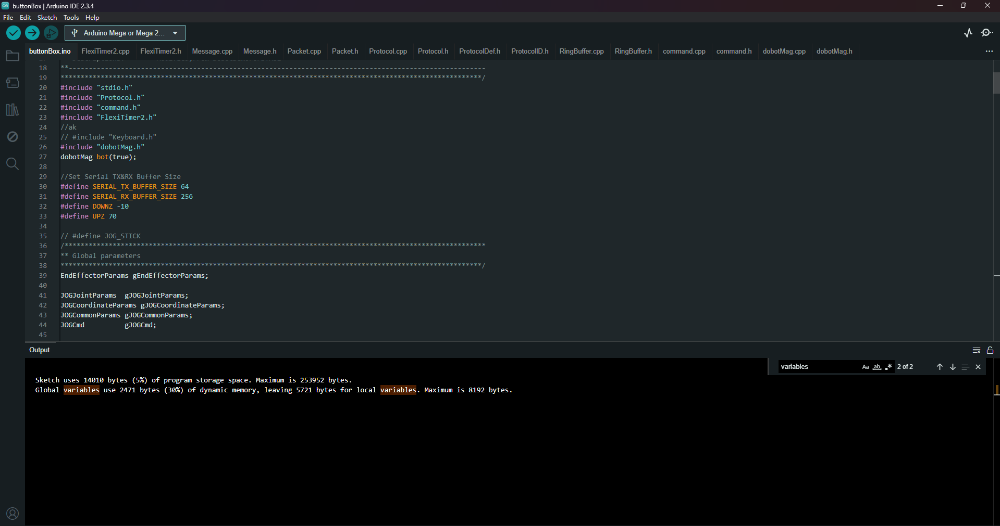 buttonBox | Arduino IDE 2.3.4
File Edit Sketch Tools Help
Arduino Mega or Mega 2...
buttonBox.ino FlexiTimer2.cpp FlexiTimer2.h Message.cpp Message.h Packet.cpp Packet.h Protocol.cpp Protocol.h ProtocolDef.h ProtocolID.h RingBuffer.cpp RingBuffer.h command.cpp command.h dobotMag.cpp dobotMag.h
18 **-------------------------------------------------------------------------------------------------------
19 *********************************************************************************************************/
20 #include "stdio.h"
21 #include "Protocol.h"
22 #include "command.h"
23 #include "FlexiTimer2.h"
24 //ak
25 // #include "Keyboard.h"
26 #include "dobotMag.h"
27 dobotMag bot(true);
28
29 //Set Serial TX&RX Buffer Size
30 #define SERIAL_TX_BUFFER_SIZE 64
31 #define SERIAL_RX_BUFFER_SIZE 256
32 #define DOWNZ -10
33 #define UPZ 70
34
35 // #define JOG_STICK
36 /*********************************************************************************************************
37 ** Global parameters
38 *********************************************************************************************************/
39 EndEffectorParams gEndEffectorParams;
40
41 JOGJointParams  gJOGJointParams;
42 JOGCoordinateParams gJOGCoordinateParams;
43 JOGCommonParams gJOGCommonParams;
44 JOGCmd          gJOGCmd;
45
Output
variables Aa ab .* 2 of 2
Sketch uses 14010 bytes (5%) of program storage space. Maximum is 253952 bytes.
Global variables use 2471 bytes (30%) of dynamic memory, leaving 5721 bytes for local variables. Maximum is 8192 bytes.